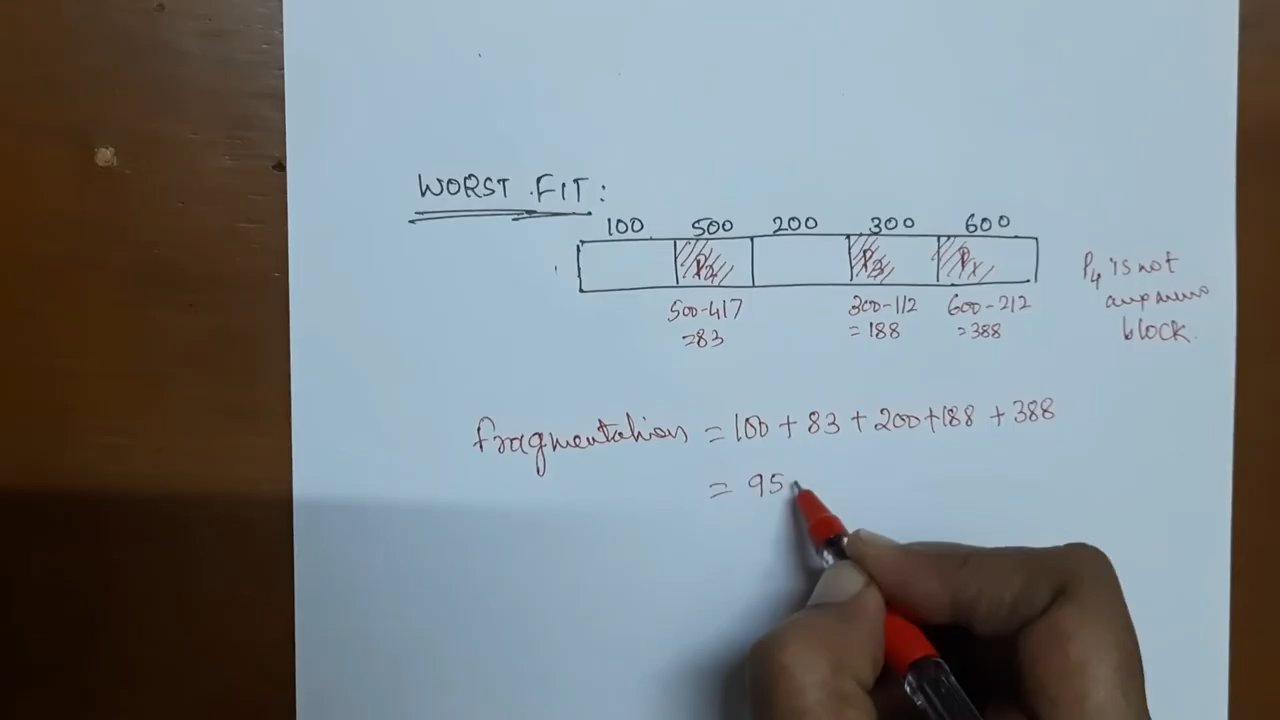 WORST FIT:
100 500 200 300 600
P2 P3 P1
500-417 300-112 600-212
=83 =188 =388
P4 is not
any
block.
fragmentation = 100 + 83 + 200 + 188 + 388
= 95